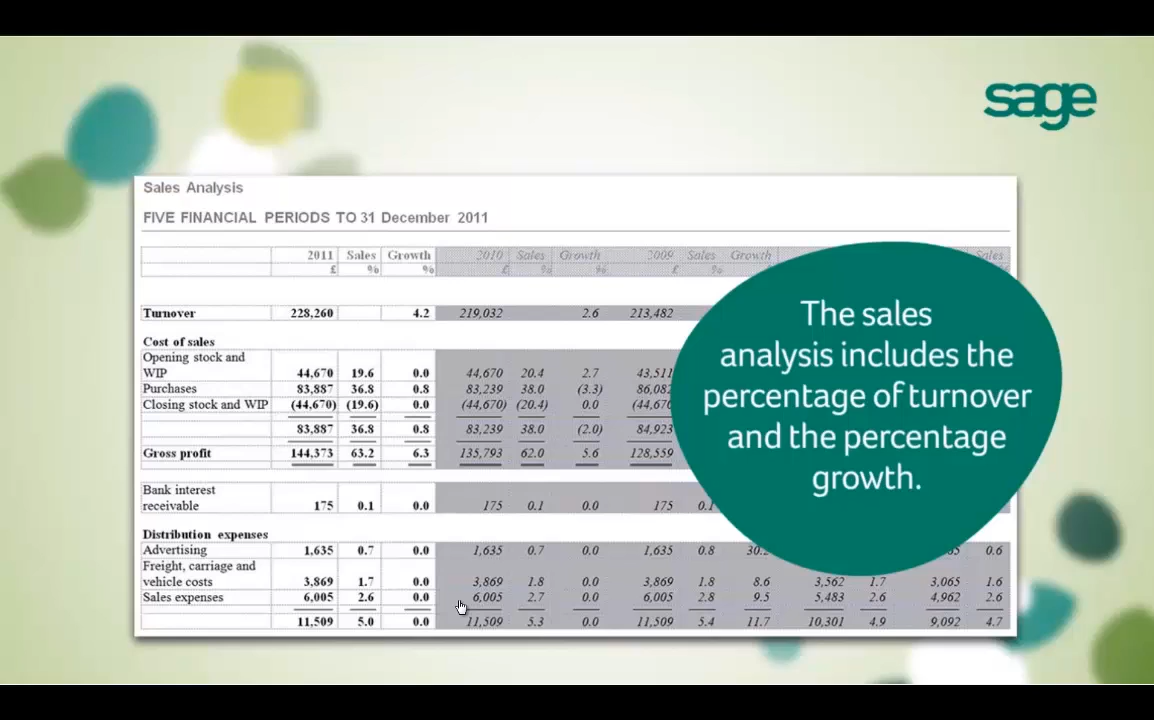 sage
Sales Analysis
FIVE FINANCIAL PERIODS TO 31 December 2011
2011 Sales Growth 2010 Sales Growth 2009 Sales Growth Sales
£ % % £ % % £ %
Turnover 228,260 4.2 219,032 2.6 213,482
Cost of sales
Opening stock and
WIP 44,670 19.6 0.0 44,670 20.4 2.7 43,511
Purchases 83,887 36.8 0.8 83,239 38.0 (3.3) 86,082
Closing stock and WIP (44,670) (19.6) 0.0 (44,670) (20.4) 0.0 (44,670
83,887 36.8 0.8 83,239 38.0 (2.0) 84,923
Gross profit 144,373 63.2 6.3 135,793 62.0 5.6 128,559
Bank interest
receivable 175 0.1 0.0 175 0.1 0.0 175 0.1
Distribution expenses
Advertising 1,635 0.7 0.0 1,635 0.7 0.0 1,635 0.8 0.6
Freight, carriage and
vehicle costs 3,869 1.7 0.0 3,869 1.8 0.0 3,869 1.8 8.6 3,562 1.7 3,065 1.6
Sales expenses 6,005 2.6 0.0 6,005 2.7 0.0 6,005 2.8 9.5 5,483 2.6 4,962 2.6
11,509 5.0 0.0 11,509 5.3 0.0 11,509 5.4 11.7 10,301 4.9 9,092 4.7
The sales
analysis includes the
percentage of turnover
and the percentage
growth.